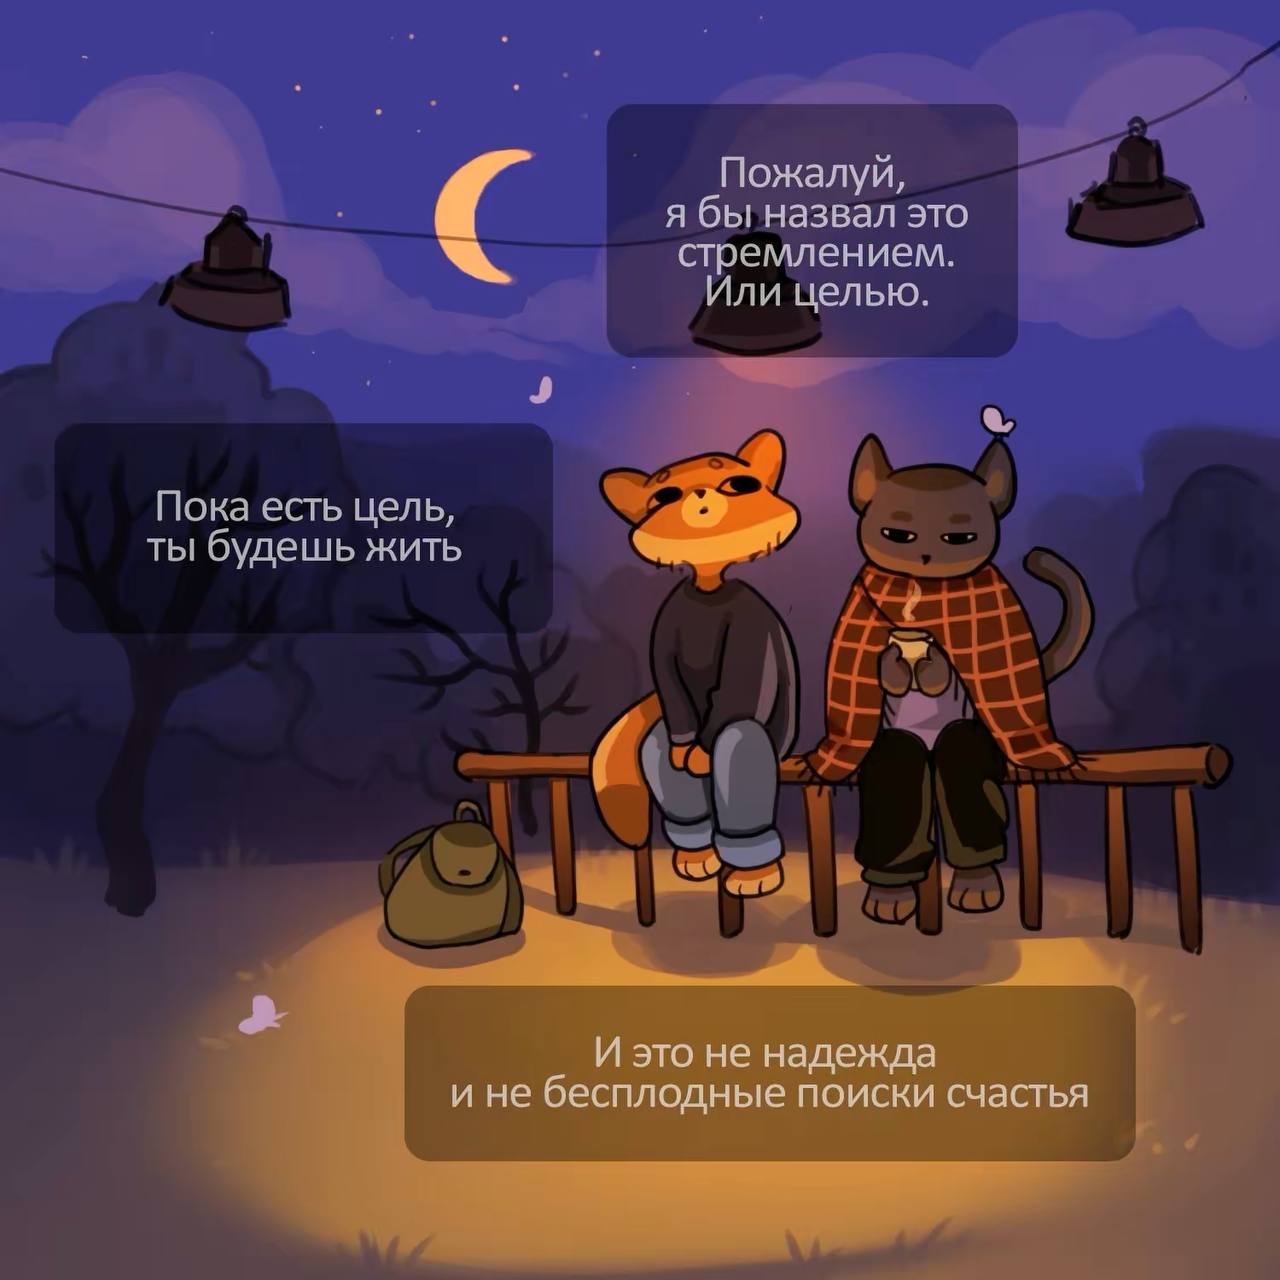 Пожалуй,
я бы назвал это
стремлением.
Или целью.
Пока есть цель,
ты будешь жить
И это не надежда
и не бесплодные поиски счастья